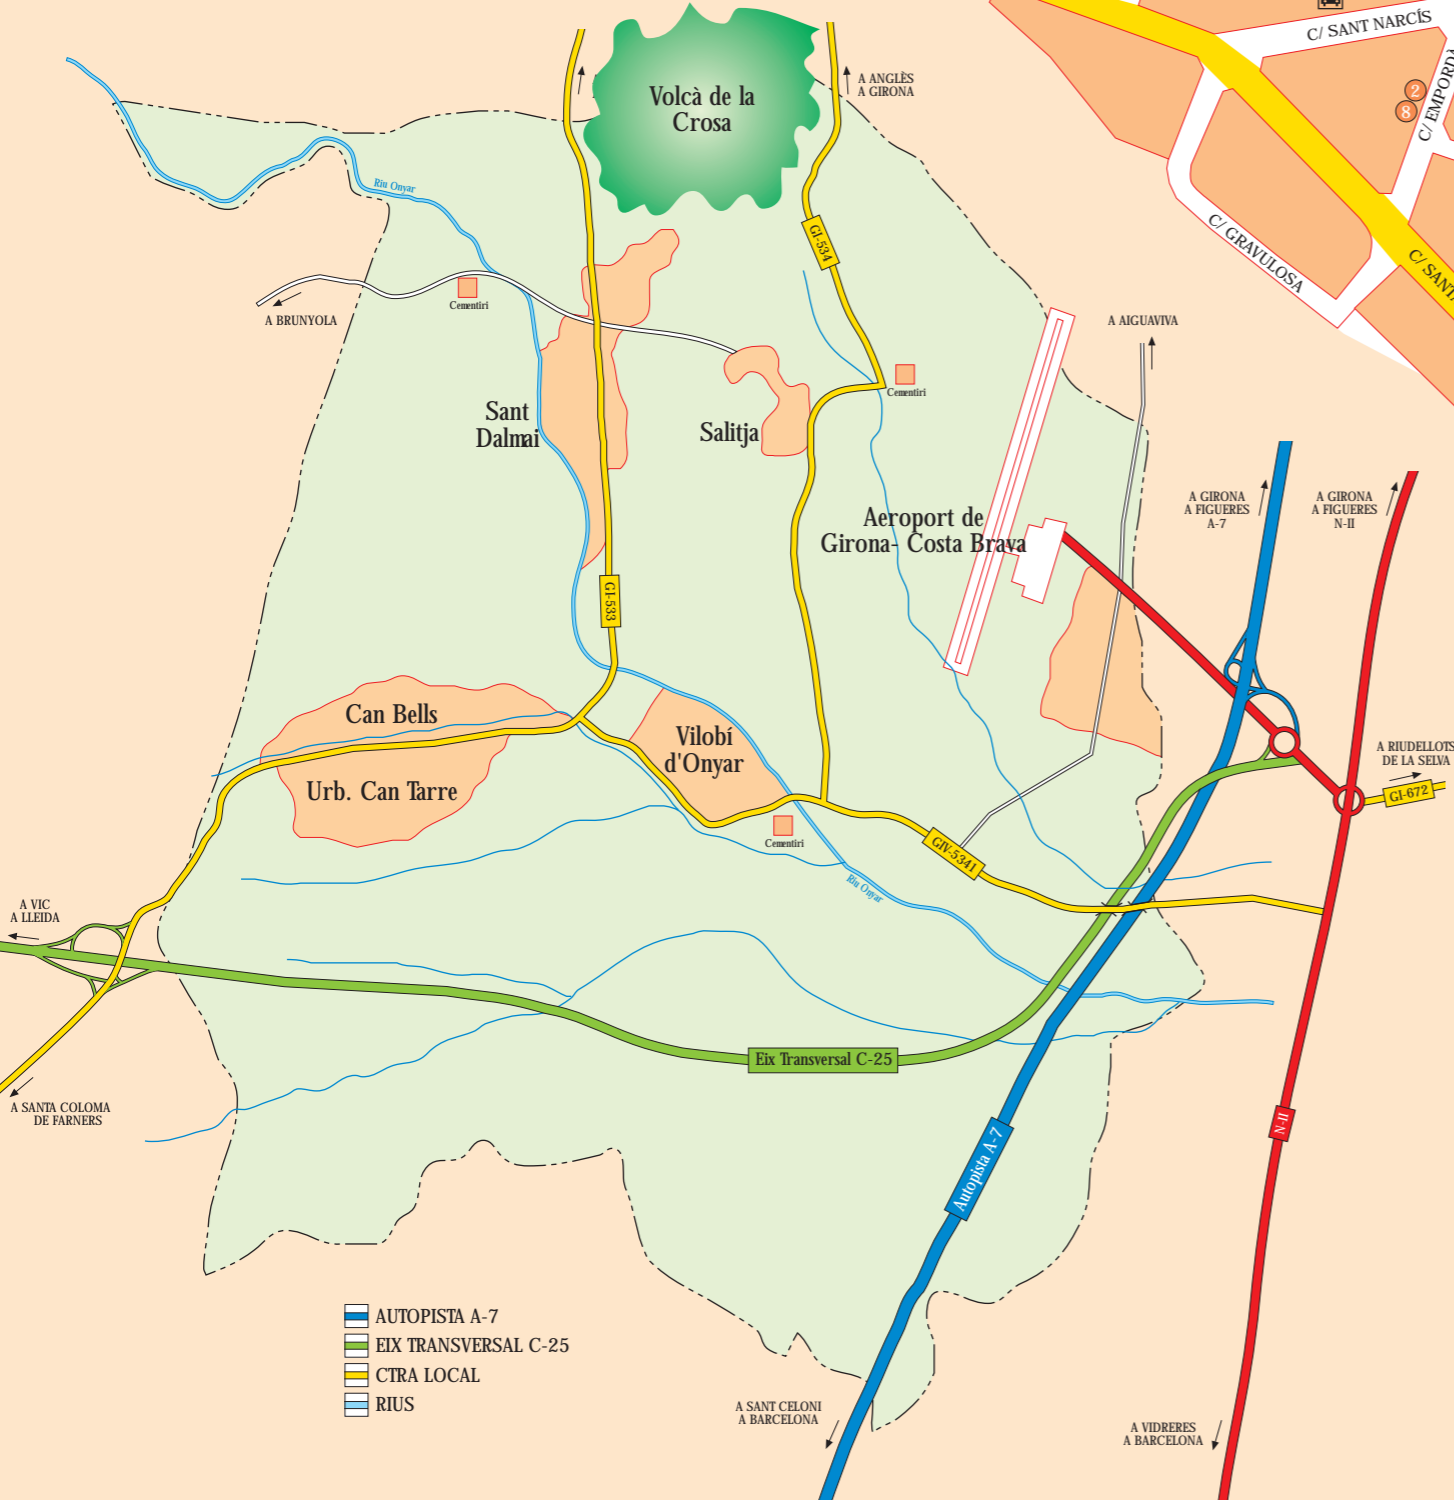 C/ SANT NARCÍS
2
8
C/ EMPORDÀ
C/ GRAVULOSA
C/
Volcà de la
Crosa
A ANGLÈS
A GIRONA
Riu Onyar
GI-534
Cementiri
A BRUNYOLA
A AIGUAVIVA
Cementiri
Sant
Dalmai
Salitja
A GIRONA
A FIGUERES
A-7
A GIRONA
A FIGUERES
N-II
Aeroport de
Girona- Costa Brava
GI-533
Can Bells
Vilobí
d'Onyar
Urb. Can Tarre
A RIUDELLOTS
DE LA SELVA
GI-672
Cementiri
GIV-5341
Riu Onyar
A VIC
A LLEIDA
Eix Transversal C-25
A SANTA COLOMA
DE FARNERS
N-II
Autopista A-7
AUTOPISTA A-7
EIX TRANSVERSAL C-25
CTRA LOCAL
RIUS
A SANT CELONI
A BARCELONA
A VIDRERES
A BARCELONA